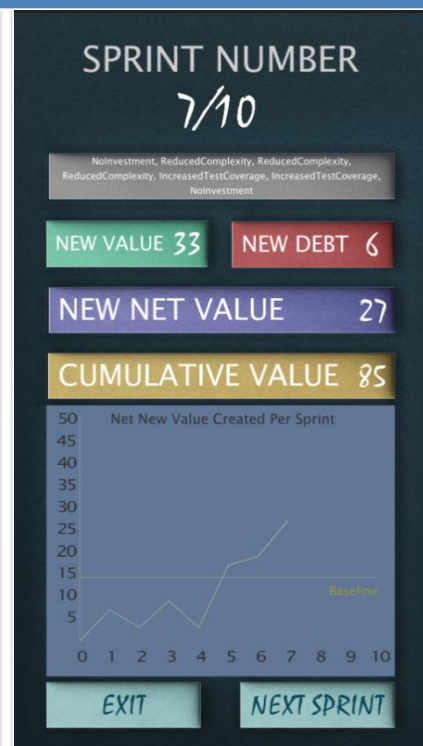 SPRINT NUMBER
7/10
NoInvestment, ReducedComplexity, ReducedComplexity,
ReducedComplexity, IncreasedTestCoverage, IncreasedTestCoverage,
NoInvestment
NEW VALUE 33
NEW DEBT 6
NEW NET VALUE 27
CUMULATIVE VALUE 85
Net New Value Created Per Sprint
50
45
40
35
30
25
20
15
10
5
Baseline
0 1 2 3 4 5 6 7 8 9 10
EXIT
NEXT SPRINT